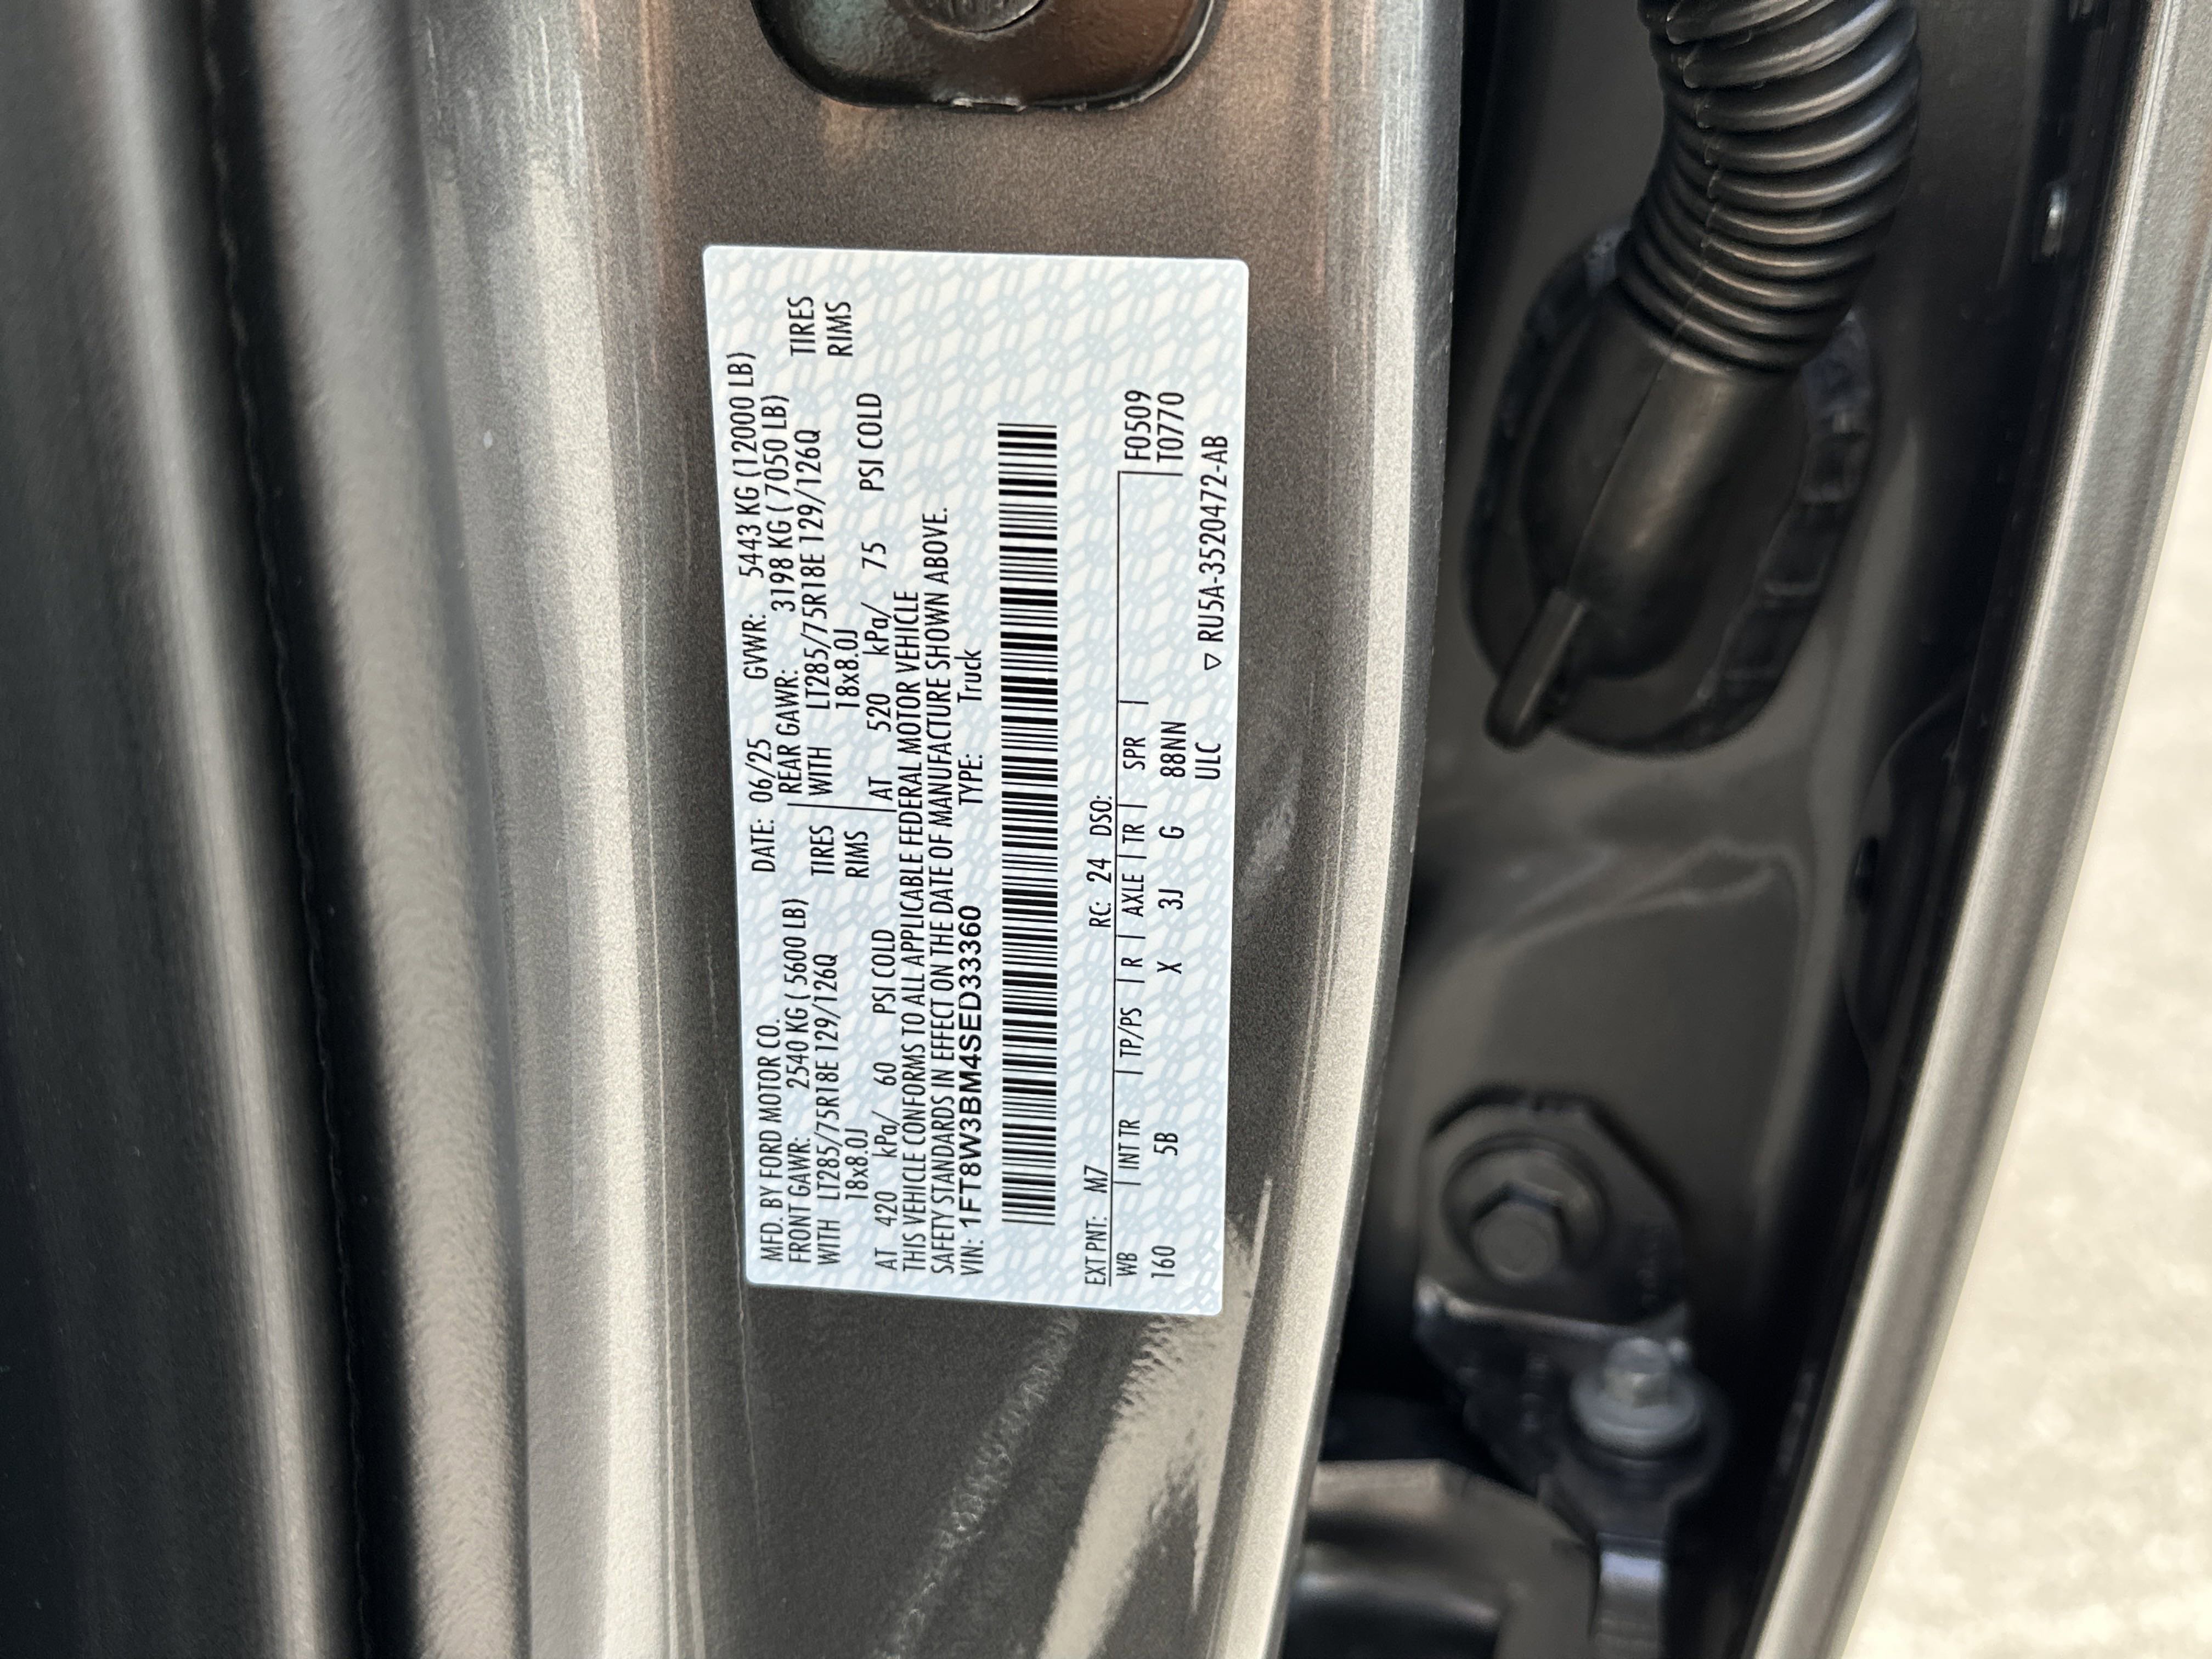 MFD. BY FORD MOTOR CO. DATE: 06/25 GVWR: 5443 KG (12000 LB)
FRONT GAWR: 2540 KG ( 5600 LB) REAR GAWR: 3198 KG ( 7050 LB)
WITH LT285/75R18E 129/126Q TIRES WITH LT285/75R18E 129/126Q TIRES
18x8.0J RIMS 18x8.0J RIMS
AT 420 kPa/ 60 PSI COLD AT 520 kPa/ 75 PSI COLD
THIS VEHICLE CONFORMS TO ALL APPLICABLE FEDERAL MOTOR VEHICLE
SAFETY STANDARDS IN EFFECT ON THE DATE OF MANUFACTURE SHOWN ABOVE.
VIN: 1FT8W3BM4SED33360 TYPE: Truck
EXT PNT: M7 RC: 24 DSO:
WB | INT TR | TP/PS | R | AXLE | TR | SPR | F0509
160 5B X 3J G 88NN T0770
ULC ▽ RU5A-3520472-AB